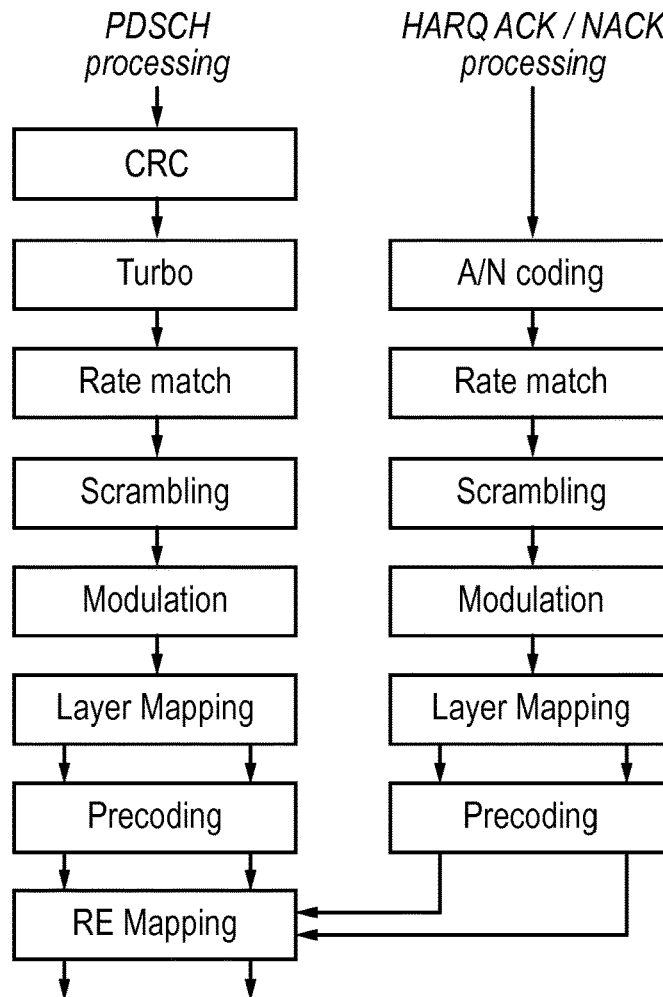 PDSCH
processing
CRC
Turbo
Rate match
Scrambling
Modulation
Layer Mapping
Precoding
RE Mapping
HARQ ACK / NACK
processing
A/N coding
Rate match
Scrambling
Modulation
Layer Mapping
Precoding